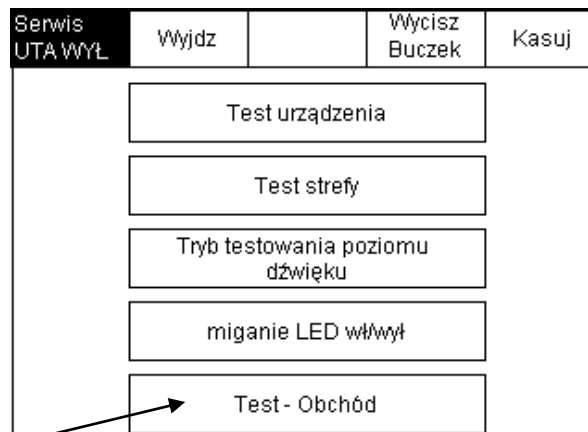 Serwis
UTA WYŁ
Wyjdz
Wycisz
Buczek
Kasuj
Test urządzenia
Test strefy
Tryb testowania poziomu
dźwięku
miganie LED wł/wył
Test - Obchód